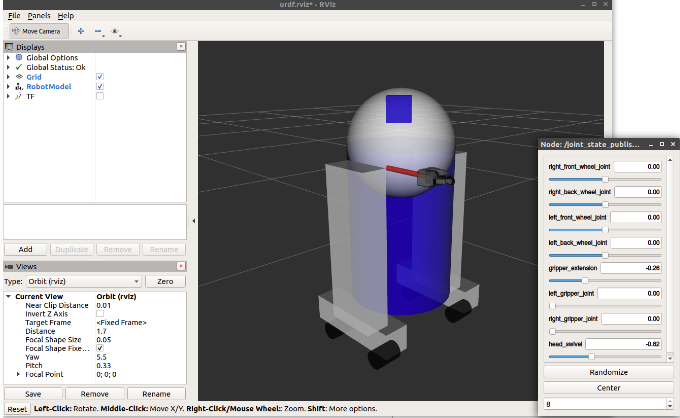 urdf.rviz* - RViz
File Panels Help
Move Camera
Displays
Global Options
Global Status: Ok
Grid
RobotModel
TF
Add Duplicate Remove Rename
Views
Type: Orbit (rviz) Zero
Current View Orbit (rviz)
Near Clip Distance 0.01
Invert Z Axis
Target Frame <Fixed Frame>
Distance 1.7
Focal Shape Size 0.05
Focal Shape Fixe...
Yaw 5.5
Pitch 0.33
Focal Point 0; 0; 0
Save Remove Rename
Reset Left-Click: Rotate. Middle-Click: Move X/Y. Right-Click/Mouse Wheel:: Zoom. Shift: More options.
Node: /joint_state_publis...
right_front_wheel_joint 0.00
right_back_wheel_joint 0.00
left_front_wheel_joint 0.00
left_back_wheel_joint 0.00
gripper_extension -0.26
left_gripper_joint 0.00
right_gripper_joint 0.00
head_swivel -0.82
Randomize
Center
8